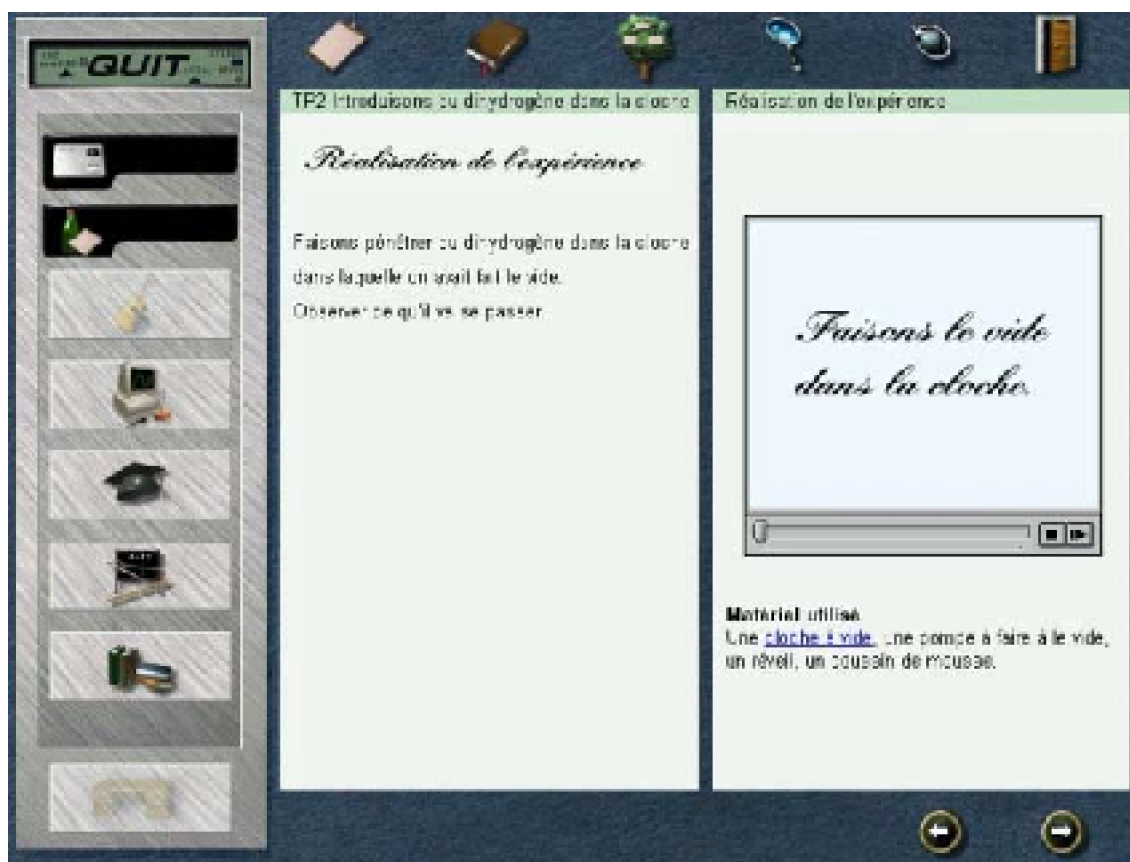 QUIT
TP2 Introduisons du dihydrogène dans la cloche
Réalisation de l'expérience
Faisons pénétrer du dihydrogène dans la cloche
dans laquelle on avait fait le vide.
Observer ce qu'il va se passer
Réalisation de l'expérience
Faisons le vide
dans la cloche.
Matériel utilisé
Une cloche à vide, une pompe à faire à le vide,
un réveil, un coussin de mousse.